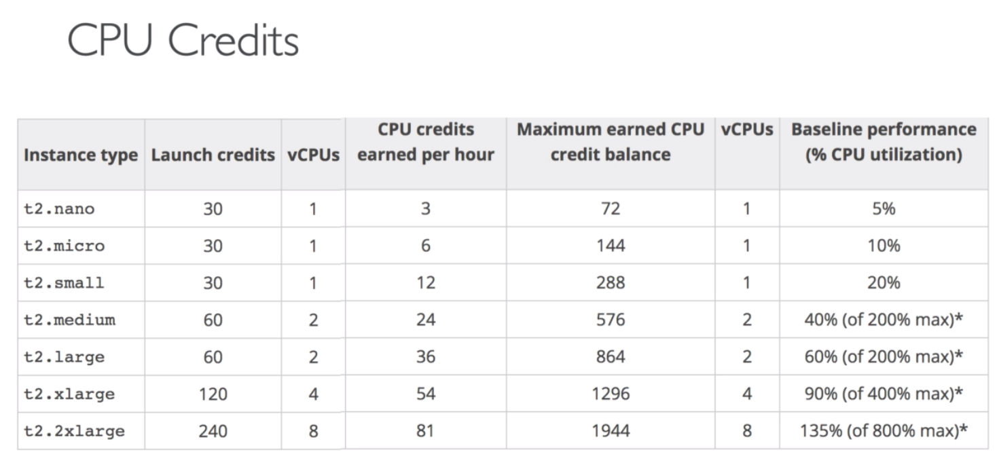 CPU Credits
Instance type Launch credits vCPUs CPU credits earned per hour Maximum earned CPU credit balance vCPUs Baseline performance (% CPU utilization)
t2.nano 30 1 3 72 1 5%
t2.micro 30 1 6 144 1 10%
t2.small 30 1 12 288 1 20%
t2.medium 60 2 24 576 2 40% (of 200% max)*
t2.large 60 2 36 864 2 60% (of 200% max)*
t2.xlarge 120 4 54 1296 4 90% (of 400% max)*
t2.2xlarge 240 8 81 1944 8 135% (of 800% max)*